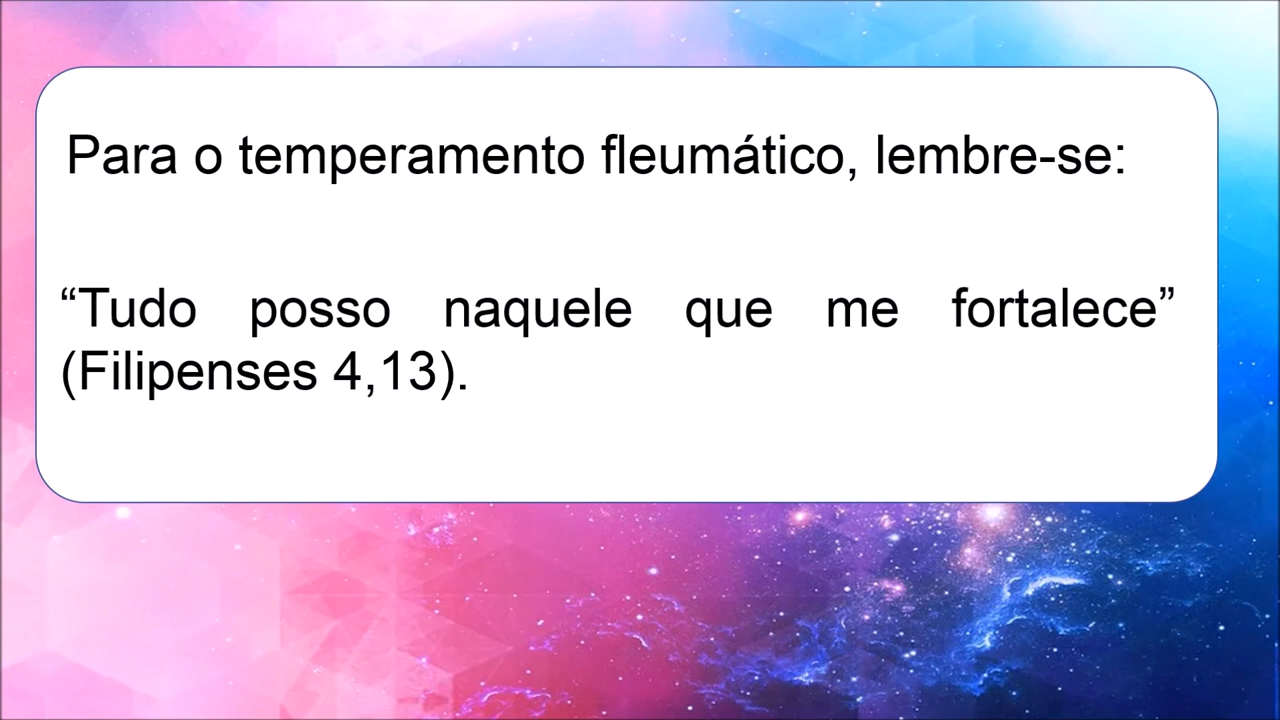 Para o temperamento fleumático, lembre-se:
“Tudo posso naquele que me fortalece”
(Filipenses 4,13).